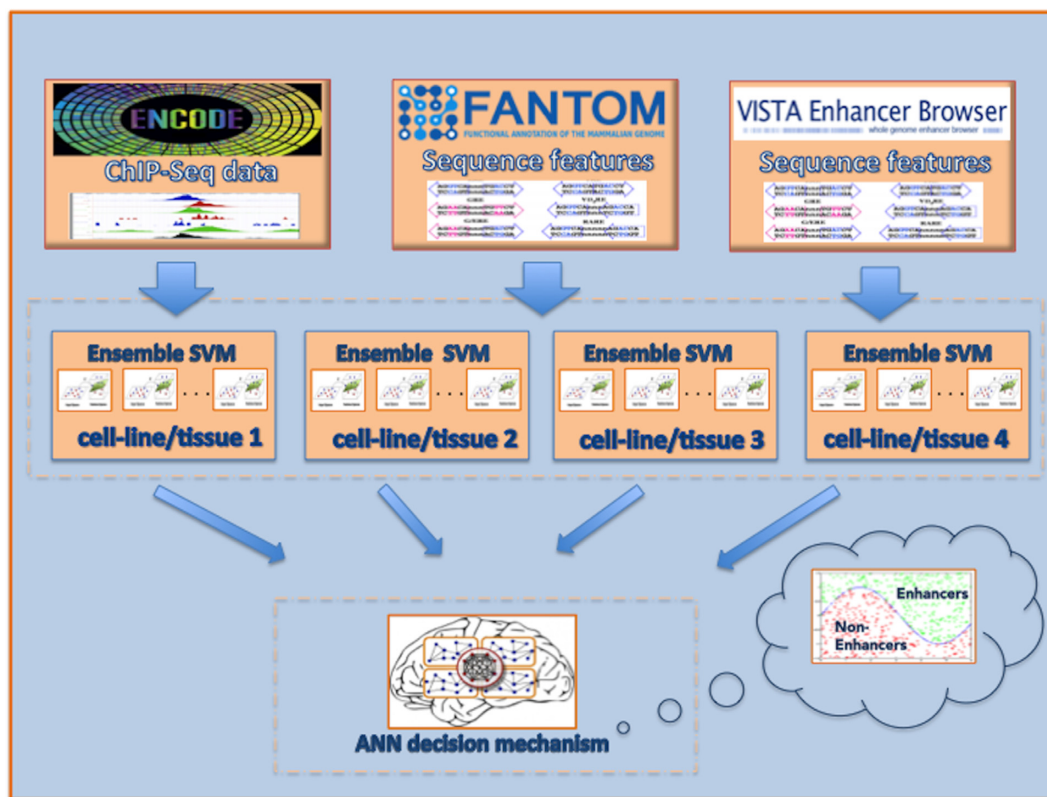 ENCODE
ChIP-Seq data
FANTOM
FUNCTIONAL ANNOTATION OF THE MAMMALIAN GENOME
Sequence features
VISTA Enhancer Browser
whole genome enhancer browser
Sequence features
Ensemble SVM
. . .
cell-line/tissue 1
Ensemble SVM
. . .
cell-line/tissue 2
Ensemble SVM
. . .
cell-line/tissue 3
Ensemble SVM
. . .
cell-line/tissue 4
Enhancers
Non-
Enhancers
ANN decision mechanism